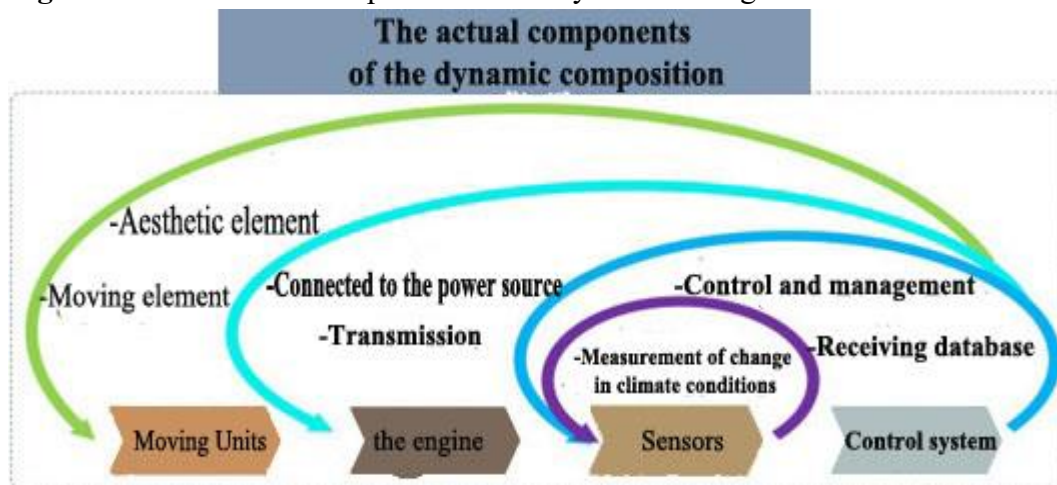 The actual components
of the dynamic composition
-Aesthetic element
-Moving element
-Connected to the power source
-Transmission
-Control and management
-Receiving database
-Measurement of change
in climate conditions
Moving Units
the engine
Sensors
Control system